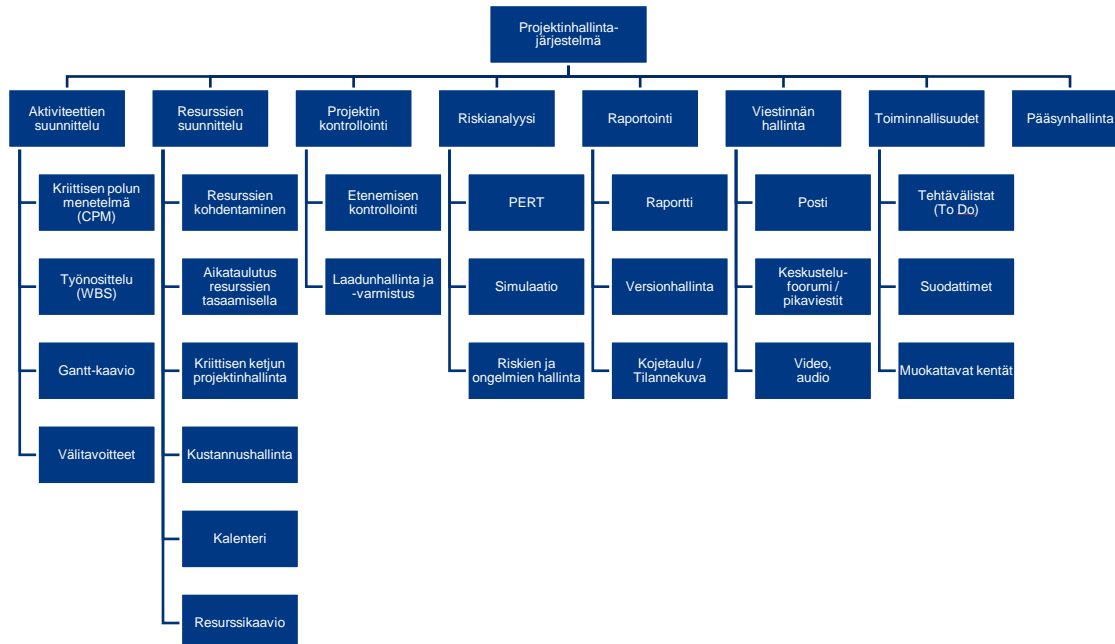 Projektinhallinta-
järjestelmä
Aktiviteettien
suunnittelu
Resurssien
suunnittelu
Projektin
kontrollointi
Riskianalyysi
Raportointi
Viestinnän
hallinta
Toiminnallisuudet
Pääsynhallinta
Kriittisen polun
menetelmä
(CPM)
Työnosittelu
(WBS)
Gantt-kaavio
Välitavoitteet
Resurssien
kohdentaminen
Aikataulutus
resurssien
tasaamisella
Kriittisen ketjun
projektinhallinta
Kustannushallinta
Kalenteri
Resurssikaavio
Etenemisen
kontrollointi
Laadunhallinta ja
-varmistus
PERT
Simulaatio
Riskien ja
ongelmien hallinta
Raportti
Versionhallinta
Kojetaulu /
Tilannekuva
Posti
Keskustelu-
foorumi /
pikaviestit
Video,
audio
Tehtävälistat
(To Do)
Suodattimet
Muokattavat kentät